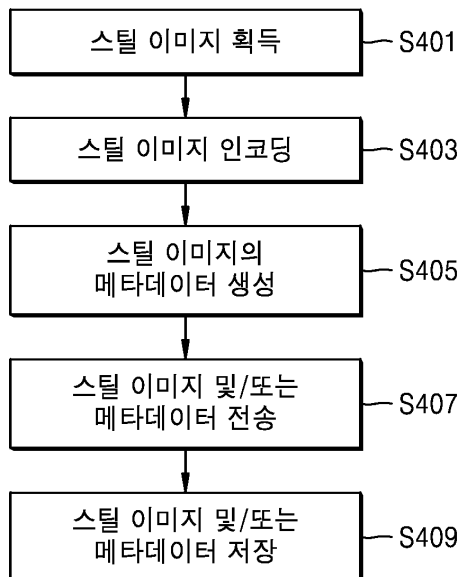 스틸 이미지 획득
S401
스틸 이미지 인코딩
S403
스틸 이미지의
메타데이터 생성
S405
스틸 이미지 및/또는
메타데이터 전송
S407
스틸 이미지 및/또는
메타데이터 저장
S409